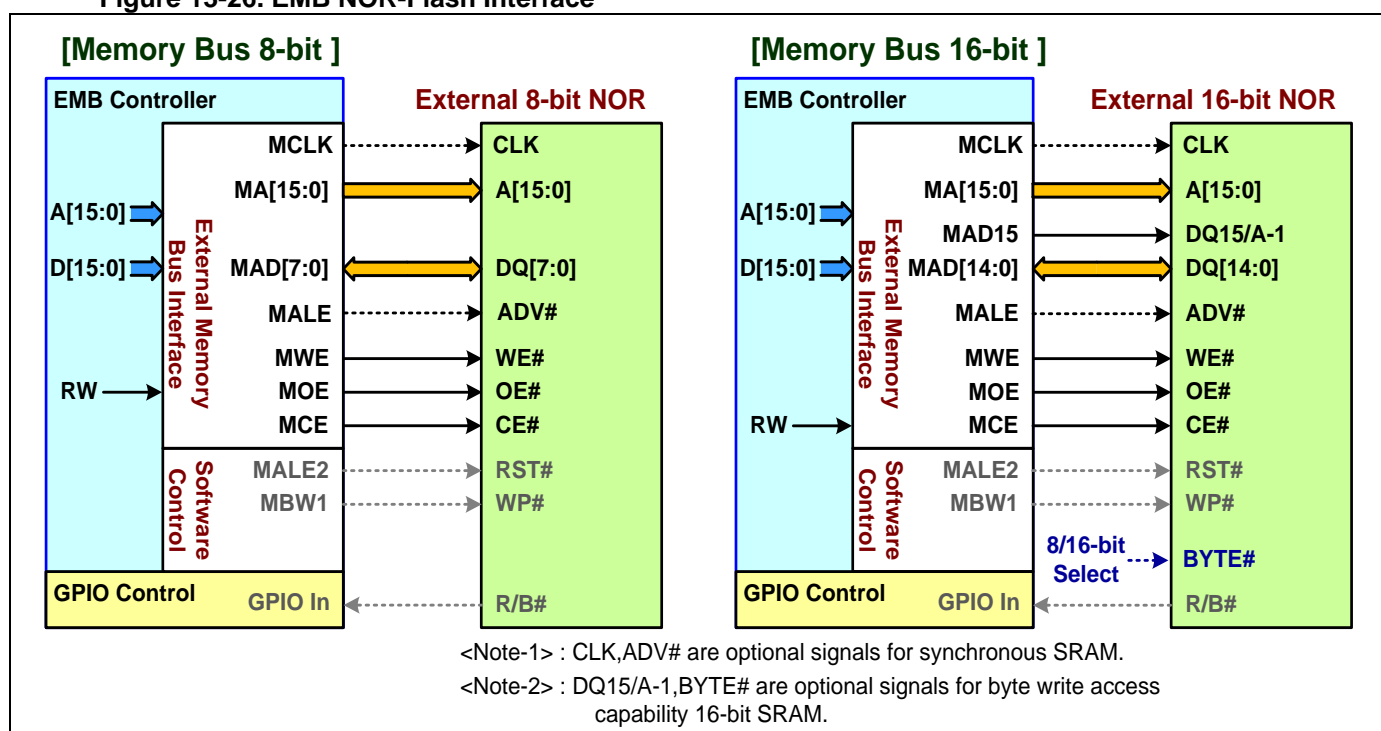 Figure 15-26. EMB NOR-Flash Interface
[Memory Bus 8-bit ]
EMB Controller
External 8-bit NOR
MCLK
CLK
MA[15:0]
A[15:0]
A[15:0]
D[15:0]
MAD[7:0]
DQ[7:0]
External Memory
Bus Interface
MALE
ADV#
MWE
WE#
RW
MOE
OE#
MCE
CE#
Software
Control
MALE2
RST#
MBW1
WP#
GPIO Control
GPIO In
R/B#
[Memory Bus 16-bit ]
EMB Controller
External 16-bit NOR
MCLK
CLK
MA[15:0]
A[15:0]
A[15:0]
MAD15
DQ15/A-1
D[15:0]
MAD[14:0]
DQ[14:0]
External Memory
Bus Interface
MALE
ADV#
MWE
WE#
MOE
OE#
RW
MCE
CE#
Software
Control
MALE2
RST#
MBW1
WP#
8/16-bit
Select
BYTE#
GPIO Control
GPIO In
R/B#
<Note-1> : CLK,ADV# are optional signals for synchronous SRAM.
<Note-2> : DQ15/A-1,BYTE# are optional signals for byte write access
capability 16-bit SRAM.